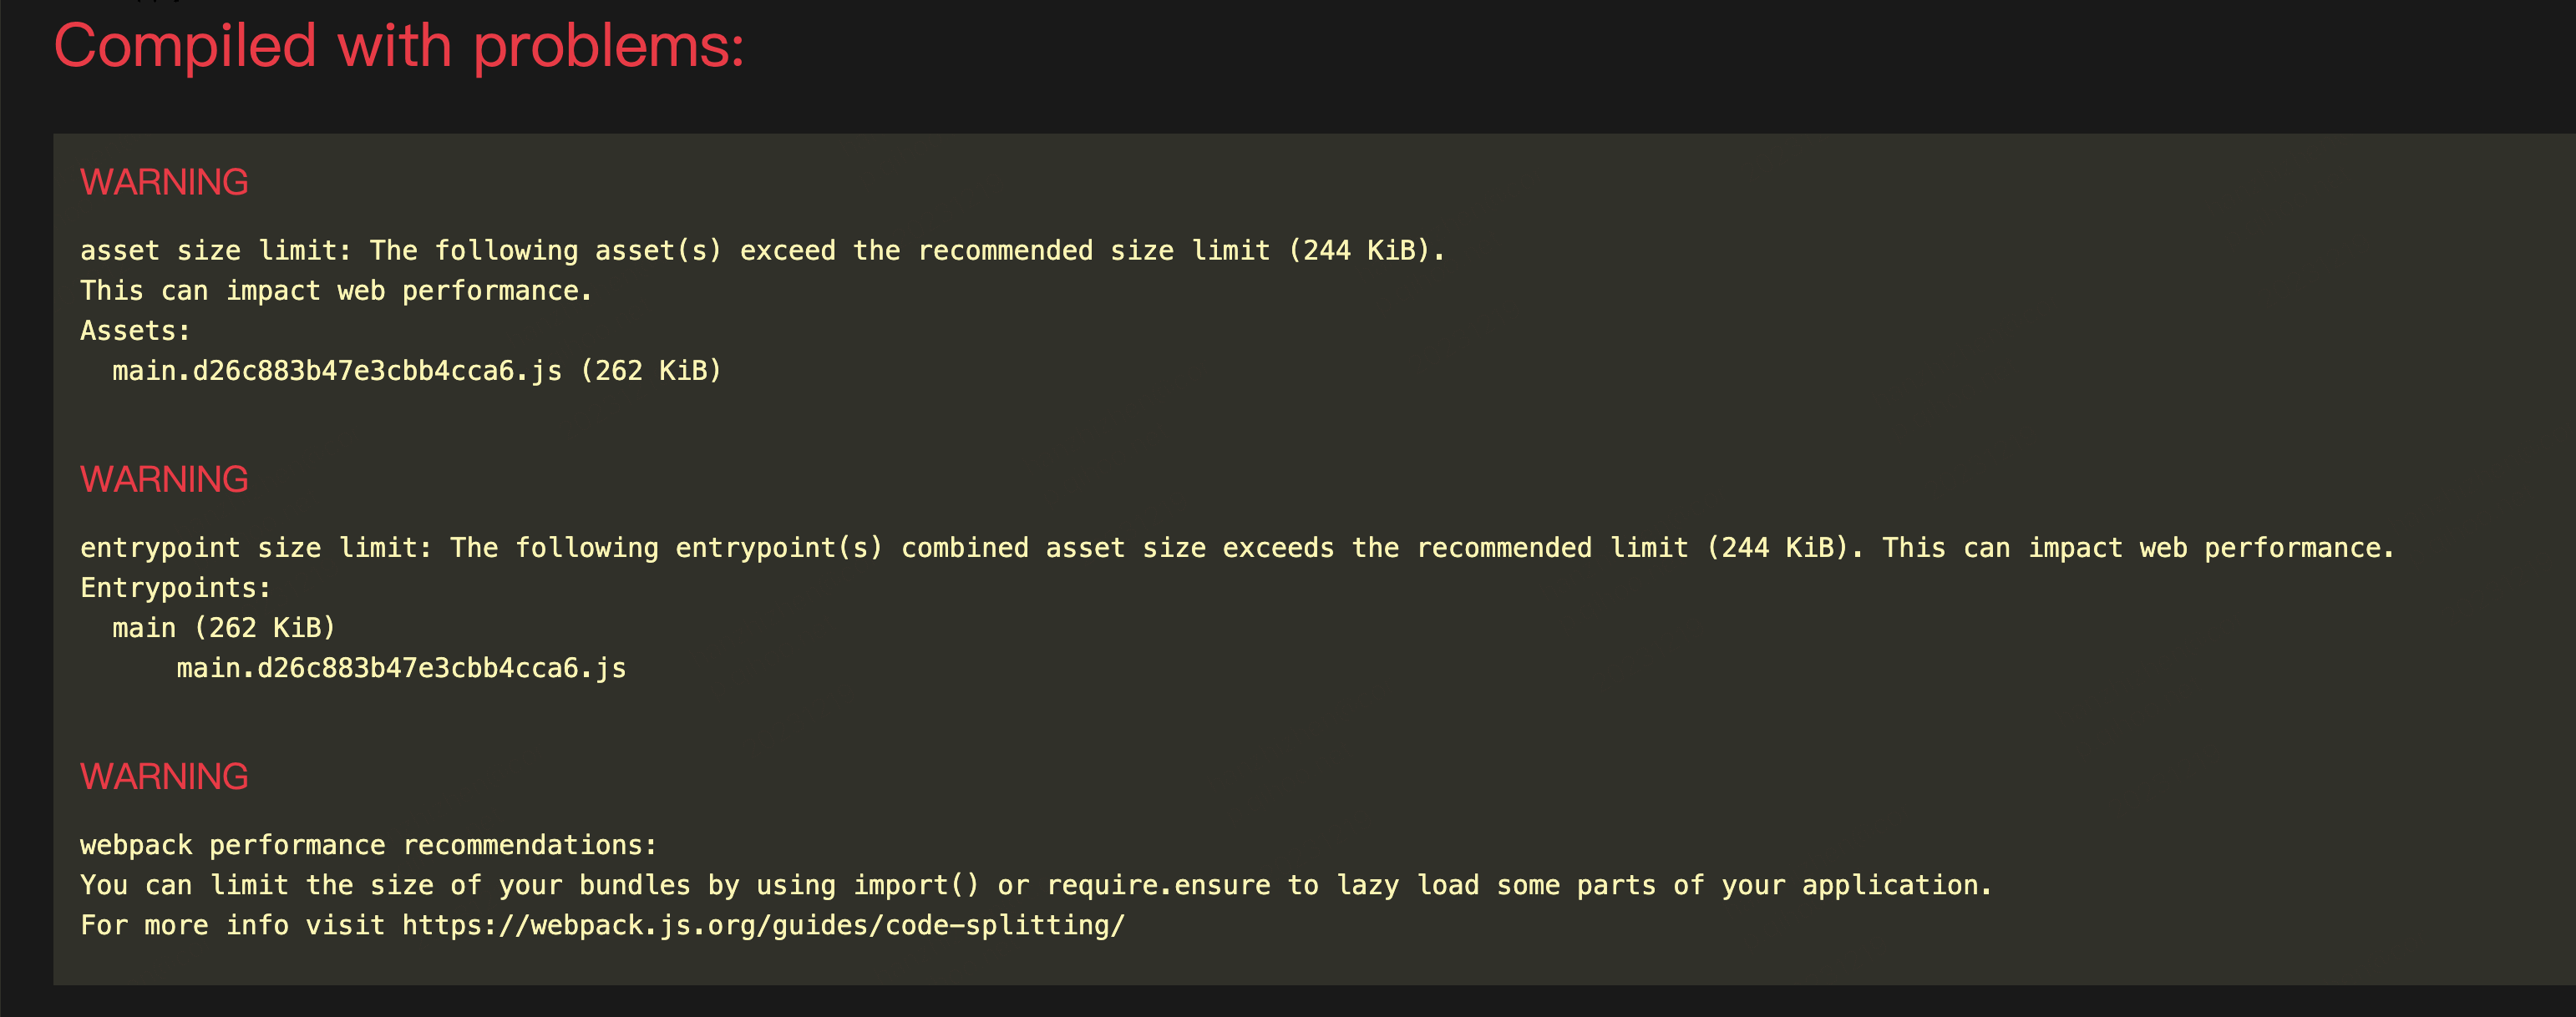 Compiled with problems:
WARNING
asset size limit: The following asset(s) exceed the recommended size limit (244 KiB).
This can impact web performance.
Assets:
  main.d26c883b47e3cbb4cca6.js (262 KiB)
WARNING
entrypoint size limit: The following entrypoint(s) combined asset size exceeds the recommended limit (244 KiB). This can impact web performance.
Entrypoints:
  main (262 KiB)
      main.d26c883b47e3cbb4cca6.js
WARNING
webpack performance recommendations:
You can limit the size of your bundles by using import() or require.ensure to lazy load some parts of your application.
For more info visit https://webpack.js.org/guides/code-splitting/